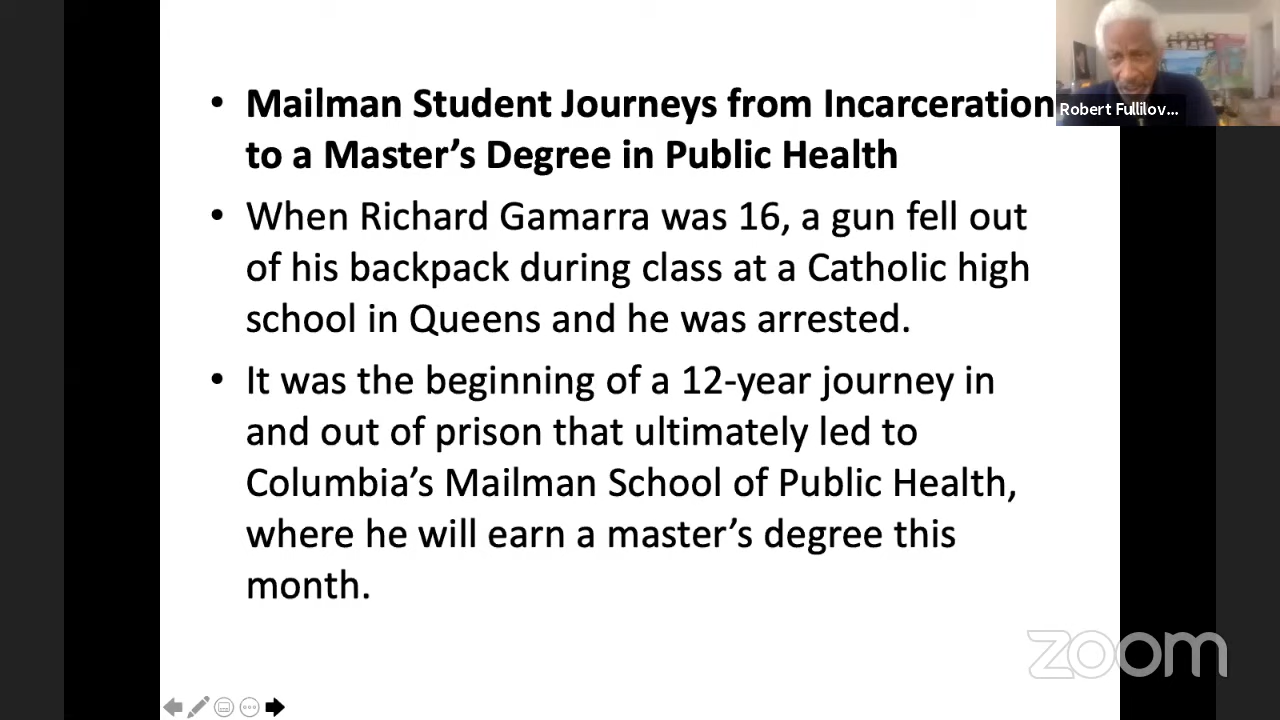 • Mailman Student Journeys from Incarceration
to a Master’s Degree in Public Health
• When Richard Gamarra was 16, a gun fell out
of his backpack during class at a Catholic high
school in Queens and he was arrested.
• It was the beginning of a 12-year journey in
and out of prison that ultimately led to
Columbia’s Mailman School of Public Health,
where he will earn a master’s degree this
month.
Robert Fullilov...
zoom